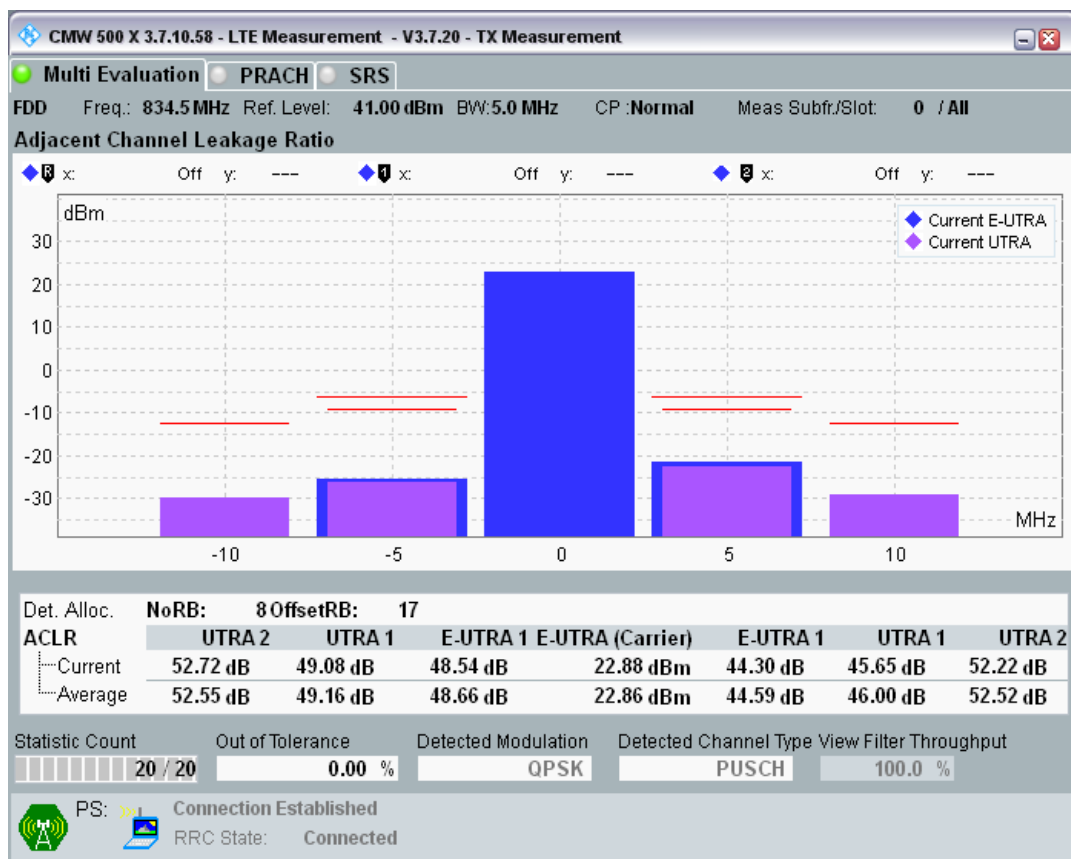 CMW 500 X 3.7.10.58 - LTE Measurement - V3.7.20 - TX Measurement
Multi Evaluation PRACH SRS
FDD Freq.: 834.5 MHz Ref. Level: 41.00 dBm BW: 5.0 MHz CP :Normal Meas Subfr./Slot: 0 / All
Adjacent Channel Leakage Ratio
R x: Off y: --- 1 x: Off y: --- 2 x: Off y: ---
dBm
Current E-UTRA
Current UTRA
30
20
10
0
-10
-20
-30
MHz
-10 -5 0 5 10
Det. Alloc. NoRB: 8 OffsetRB: 17
ACLR UTRA 2 UTRA 1 E-UTRA 1 E-UTRA (Carrier) E-UTRA 1 UTRA 1 UTRA 2
Current 52.72 dB 49.08 dB 48.54 dB 22.88 dBm 44.30 dB 45.65 dB 52.22 dB
Average 52.55 dB 49.16 dB 48.66 dB 22.86 dBm 44.59 dB 46.00 dB 52.52 dB
Statistic Count Out of Tolerance Detected Modulation Detected Channel Type View Filter Throughput
20 / 20 0.00 % QPSK PUSCH 100.0 %
PS: Connection Established
RRC State: Connected